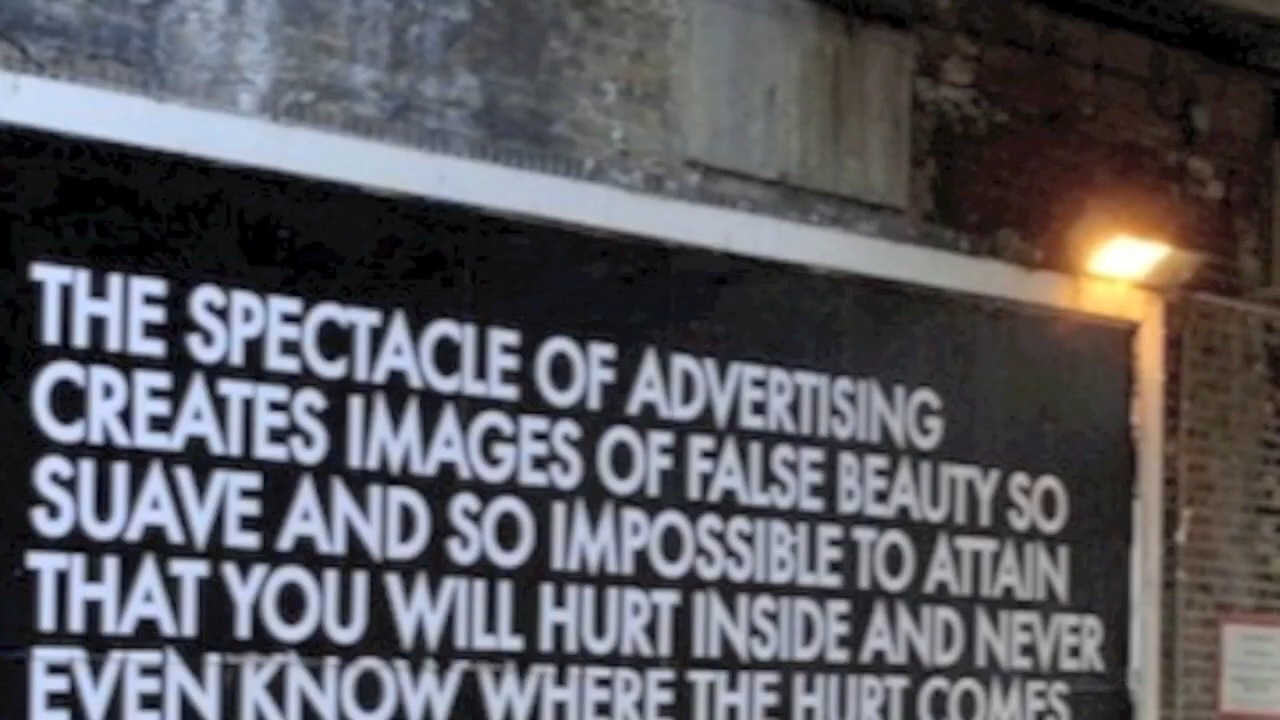 THE SPECTACLE OF ADVERTISING
CREATES IMAGES OF FALSE BEAUTY SO
SUAVE AND SO IMPOSSIBLE TO ATTAIN
THAT YOU WILL HURT INSIDE AND NEVER
EVEN KNOW WHERE THE HURT COMES